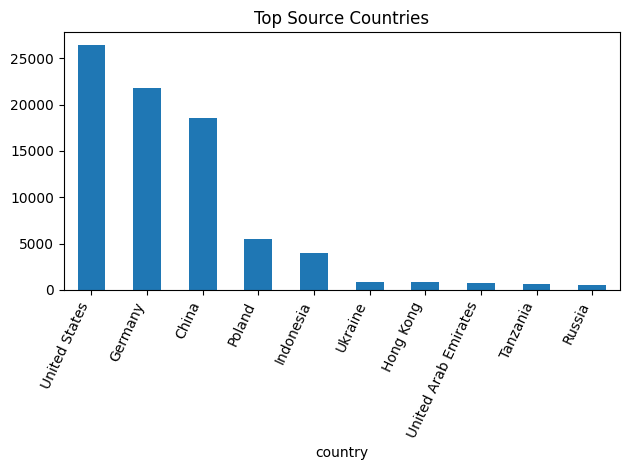 Top Source Countries
25000
20000
15000
10000
5000
0
United States
Germany
China
Poland
Indonesia
Ukraine
Hong Kong
United Arab Emirates
Tanzania
Russia
country